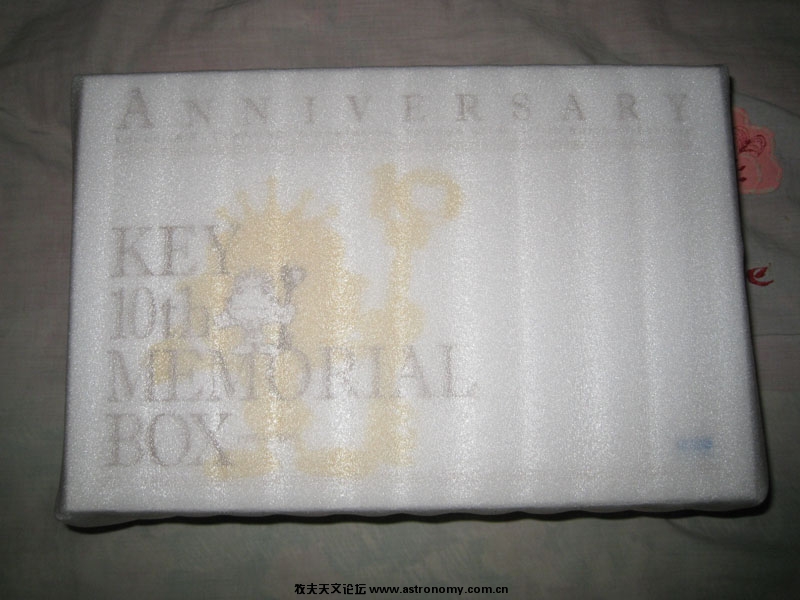 ANNIVERSARY
KEY
10th
MEMORIAL
BOX
牧夫天文论坛 www.astronomy.com.cn